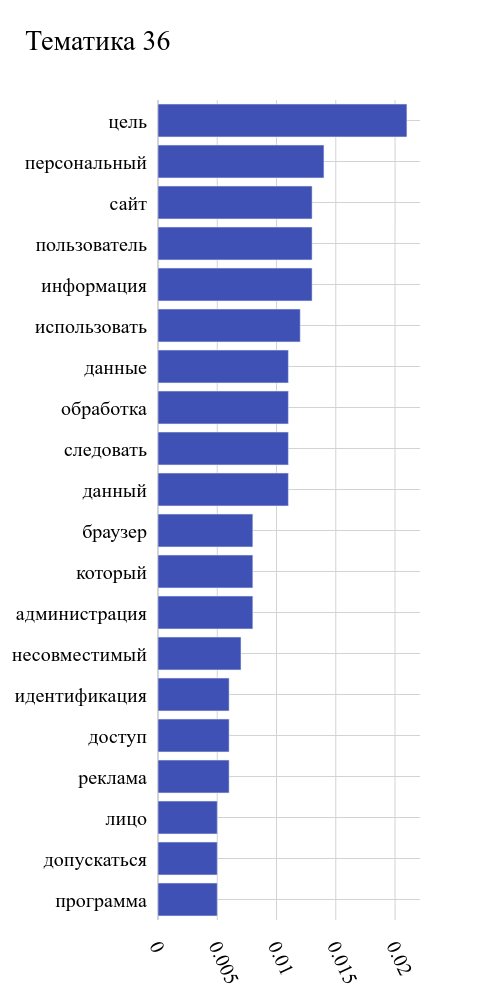 Тематика 36
цель
персональный
сайт
пользователь
информация
использовать
данные
обработка
следовать
данный
браузер
который
администрация
несовместимый
идентификация
доступ
реклама
лицо
допускаться
программа
0 0.005 0.01 0.015 0.02